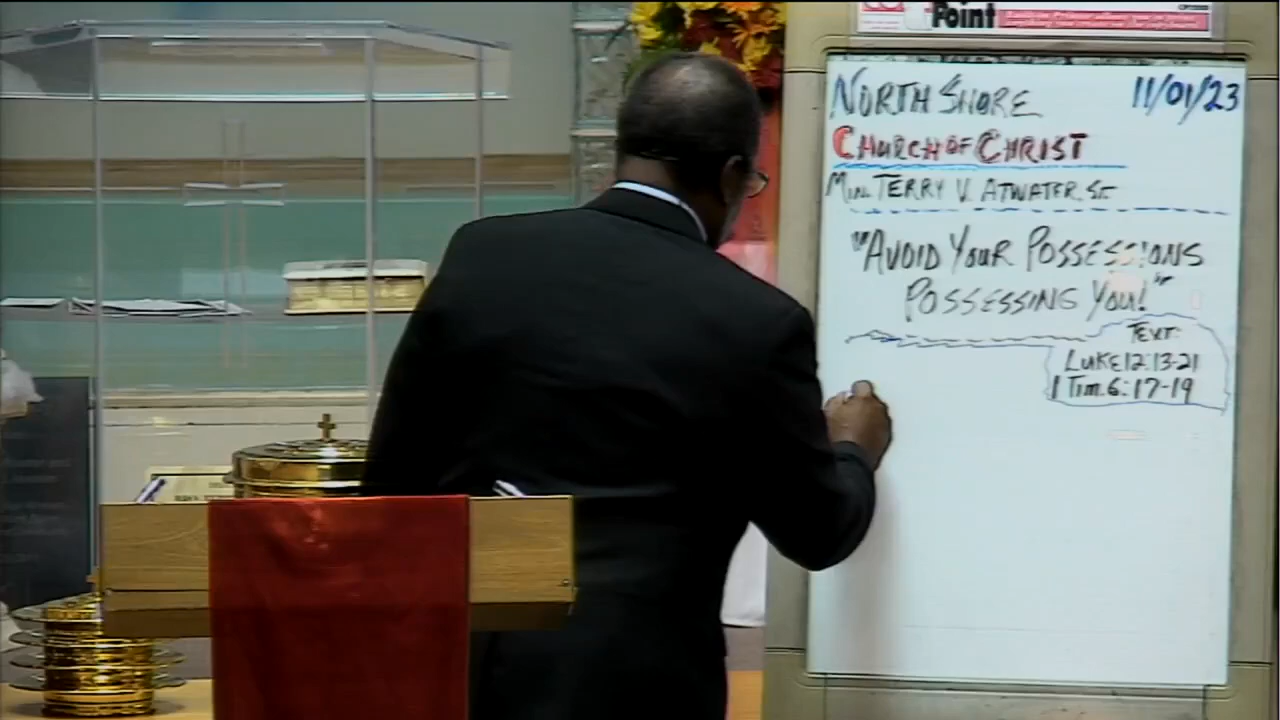 Point
NORTH SHORE 11/01/23
CHURCH OF CHRIST
MIN. TERRY V. ATWATER, SR.
"AVOID YOUR POSSESSIONS
POSSESSING YOU!"
TEXT:
LUKE 12:13-21
1 Tim. 6:17-19